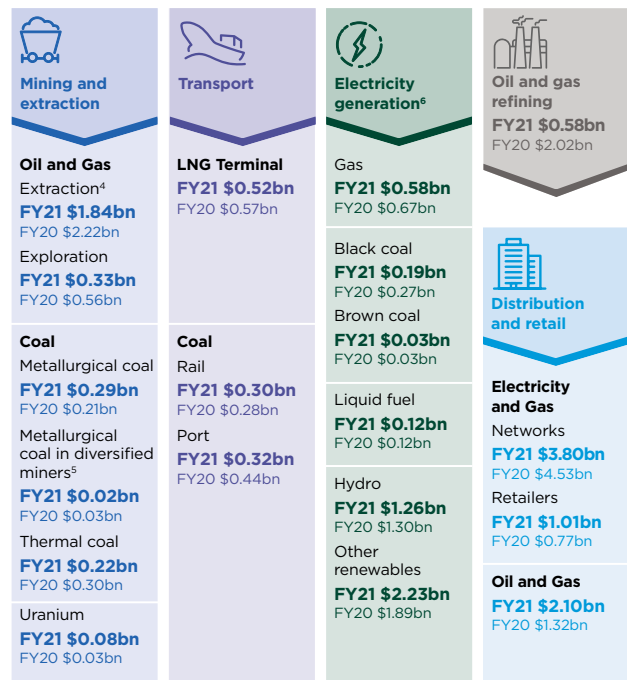 Mining and
extraction
Oil and Gas
Extraction⁴
FY21 $1.84bn
FY20 $2.22bn
Exploration
FY21 $0.33bn
FY20 $0.56bn
Coal
Metallurgical coal
FY21 $0.29bn
FY20 $0.21bn
Metallurgical
coal in diversified
miners⁵
FY21 $0.02bn
FY20 $0.03bn
Thermal coal
FY21 $0.22bn
FY20 $0.30bn
Uranium
FY21 $0.08bn
FY20 $0.03bn
Transport
LNG Terminal
FY21 $0.52bn
FY20 $0.57bn
Coal
Rail
FY21 $0.30bn
FY20 $0.28bn
Port
FY21 $0.32bn
FY20 $0.44bn
Electricity
generation⁶
Gas
FY21 $0.58bn
FY20 $0.67bn
Black coal
FY21 $0.19bn
FY20 $0.27bn
Brown coal
FY21 $0.03bn
FY20 $0.03bn
Liquid fuel
FY21 $0.12bn
FY20 $0.12bn
Hydro
FY21 $1.26bn
FY20 $1.30bn
Other
renewables
FY21 $2.23bn
FY20 $1.89bn
Oil and gas
refining
FY21 $0.58bn
FY20 $2.02bn
Distribution
and retail
Electricity
and Gas
Networks
FY21 $3.80bn
FY20 $4.53bn
Retailers
FY21 $1.01bn
FY20 $0.77bn
Oil and Gas
FY21 $2.10bn
FY20 $1.32bn